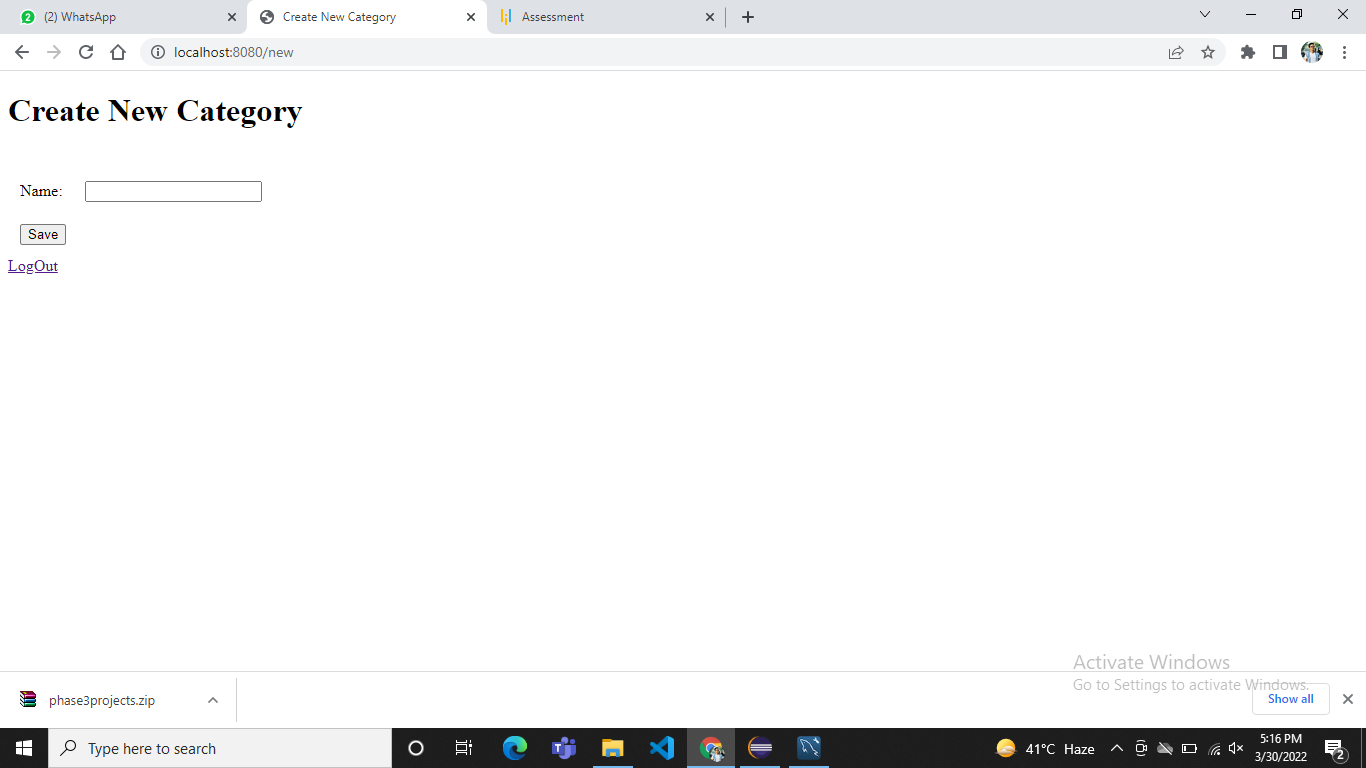 2
(2) WhatsApp
Create New Category
Assessment
localhost:8080/new
Create New Category
Name:
Save
LogOut
Activate Windows
Go to Settings to activate Windows.
phase3projects.zip
Show all
Type here to search
41°C Haze
5:16 PM
3/30/2022
2